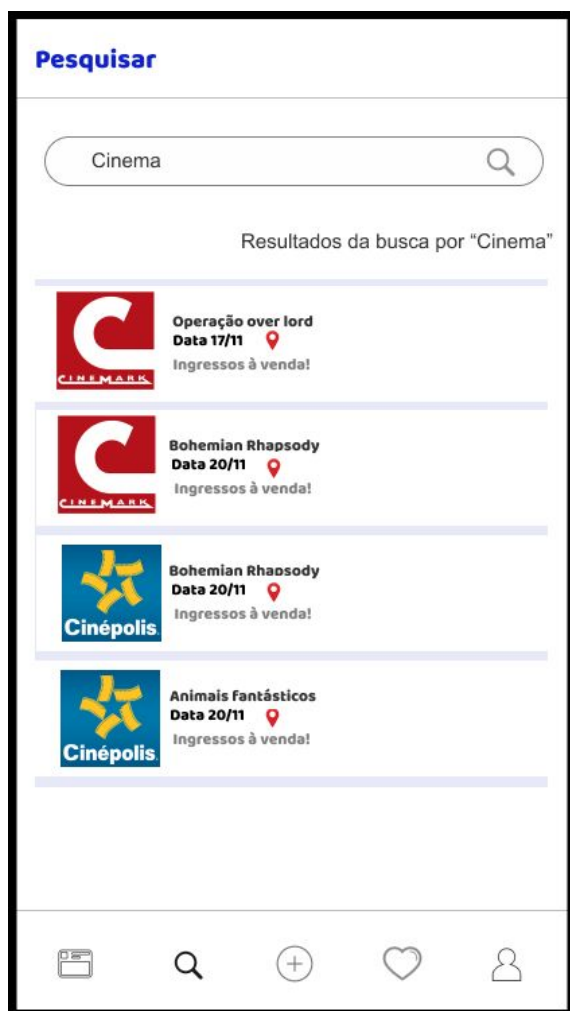 Pesquisar
Cinema
Resultados da busca por “Cinema”
CINEMARK
Operação over lord
Data 17/11
Ingressos à venda!
CINEMARK
Bohemian Rhapsody
Data 20/11
Ingressos à venda!
Cinépolis.
Bohemian Rhapsody
Data 20/11
Ingressos à venda!
Cinépolis.
Animais fantásticos
Data 20/11
Ingressos à venda!